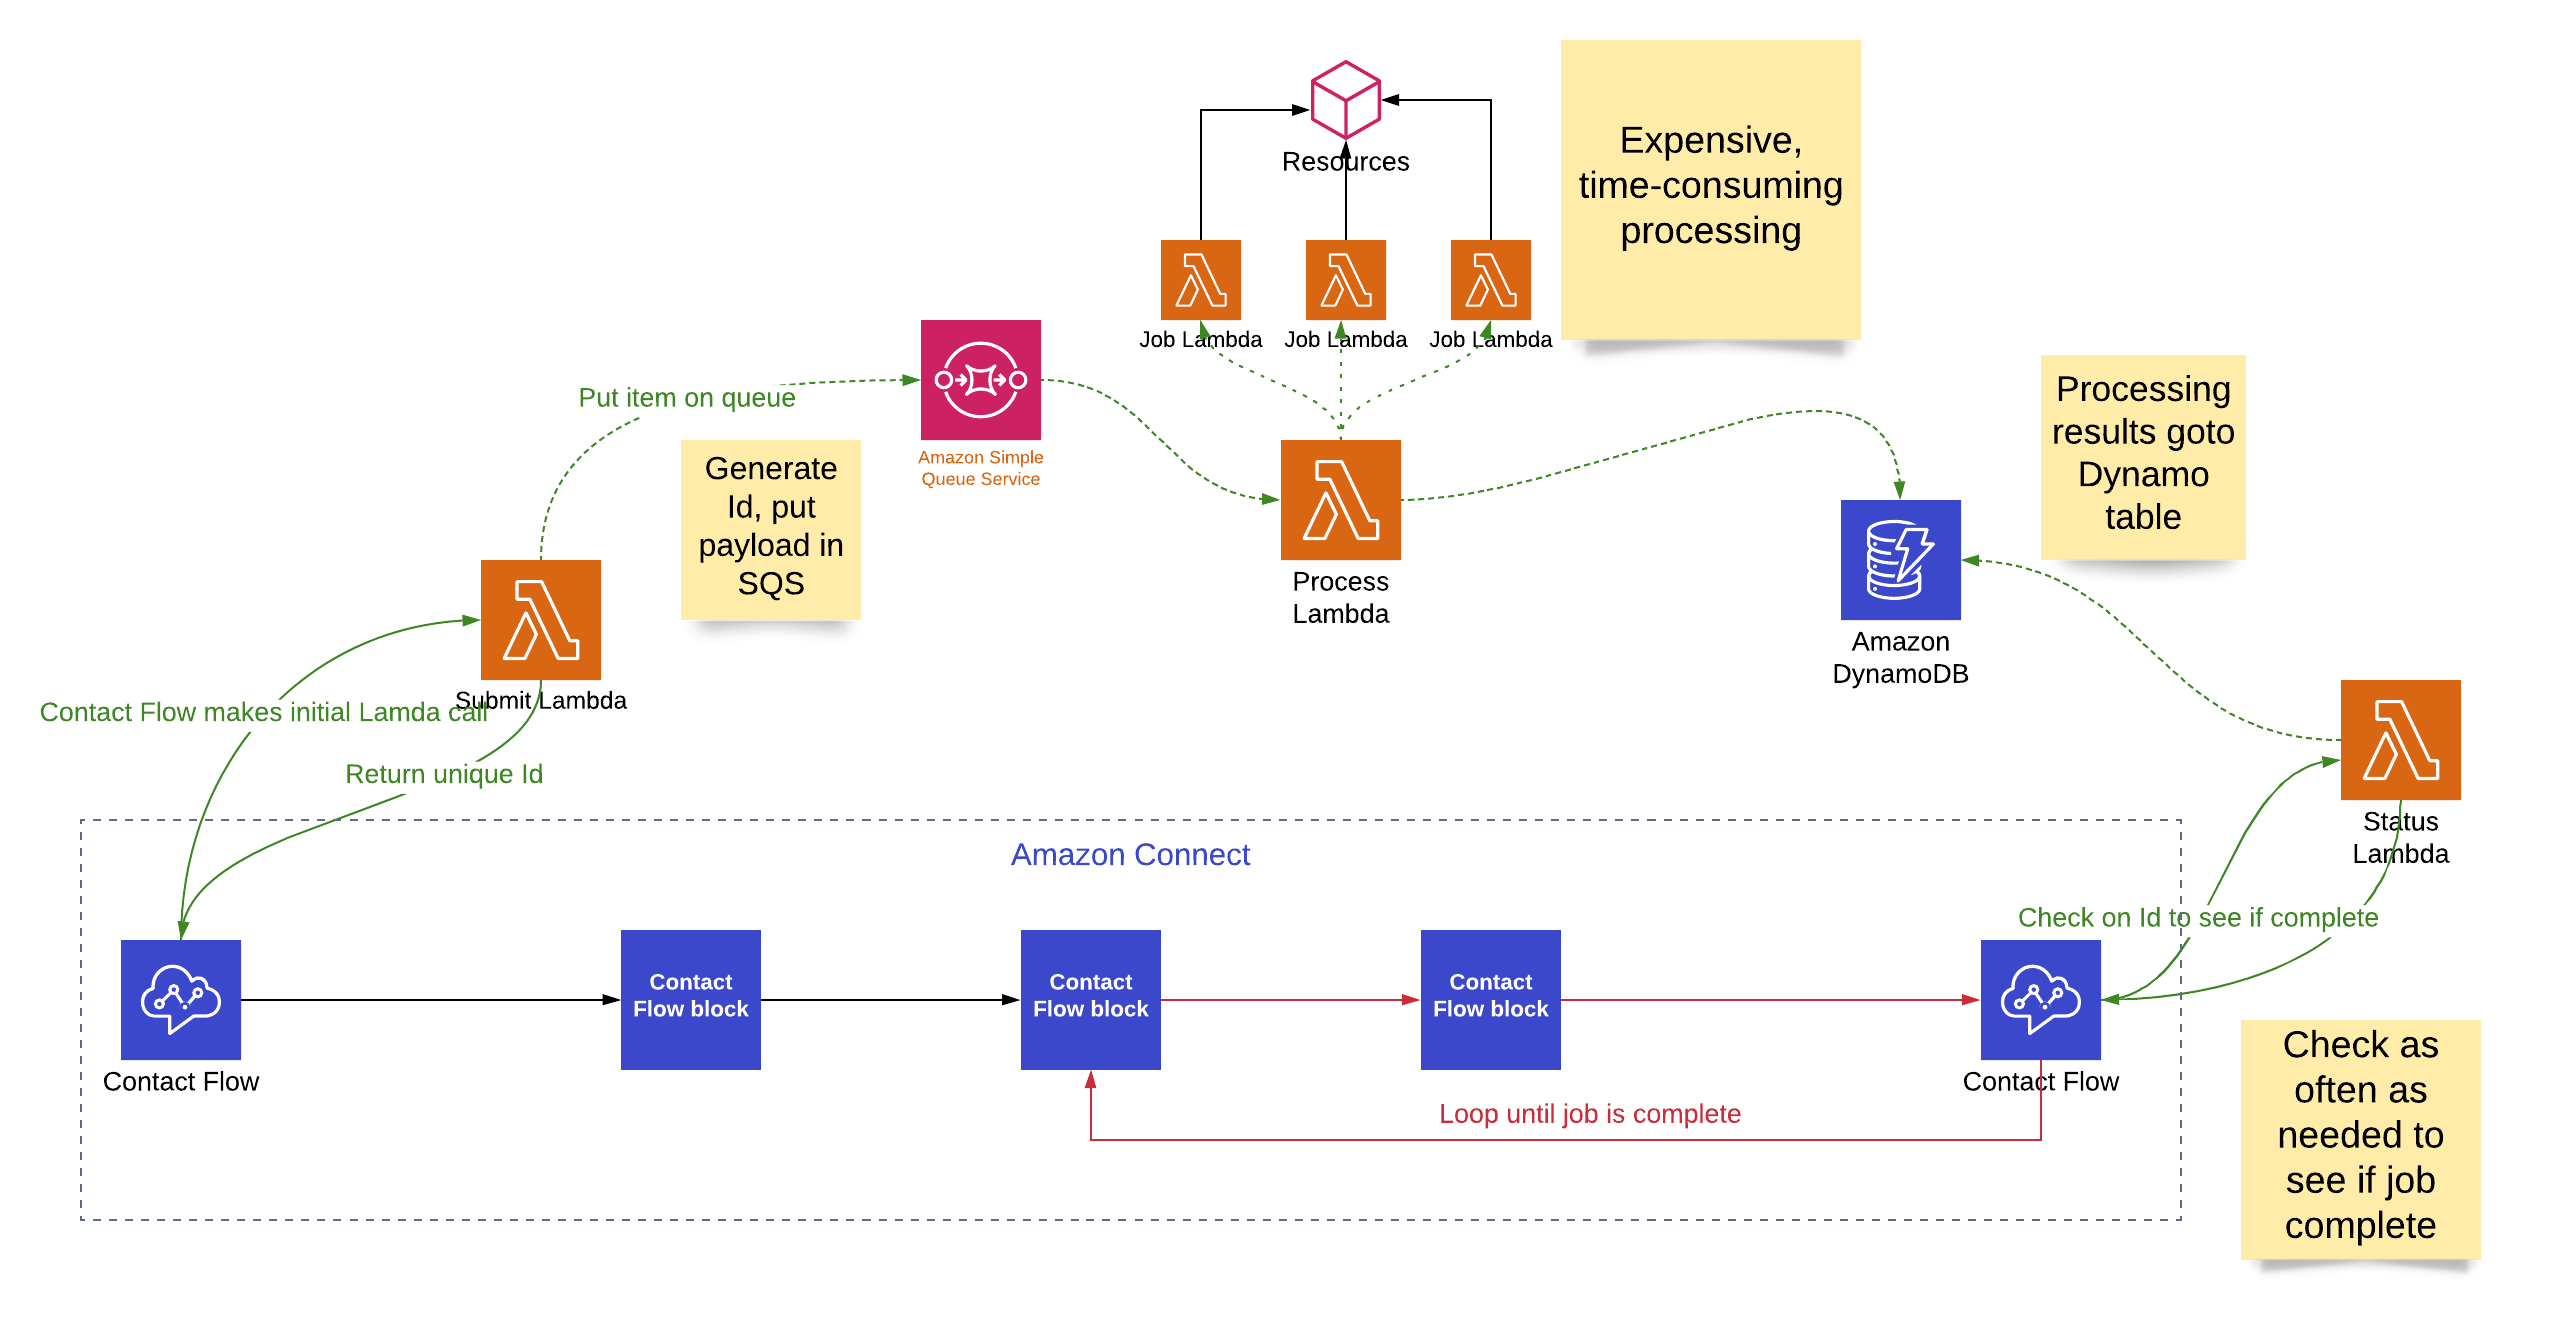 Resources
Expensive,
time-consuming
processing
Job Lambda
Job Lambda
Job Lambda
Put item on queue
Amazon Simple
Queue Service
Generate
Id, put
payload in
SQS
Processing
results goto
Dynamo
table
Process
Lambda
Amazon
DynamoDB
Submit Lambda
Contact Flow makes initial Lamda call
Return unique Id
Status
Lambda
Amazon Connect
Check on Id to see if complete
Contact
Flow block
Contact
Flow block
Contact
Flow block
Contact Flow
Contact Flow
Loop until job is complete
Check as
often as
needed to
see if job
complete